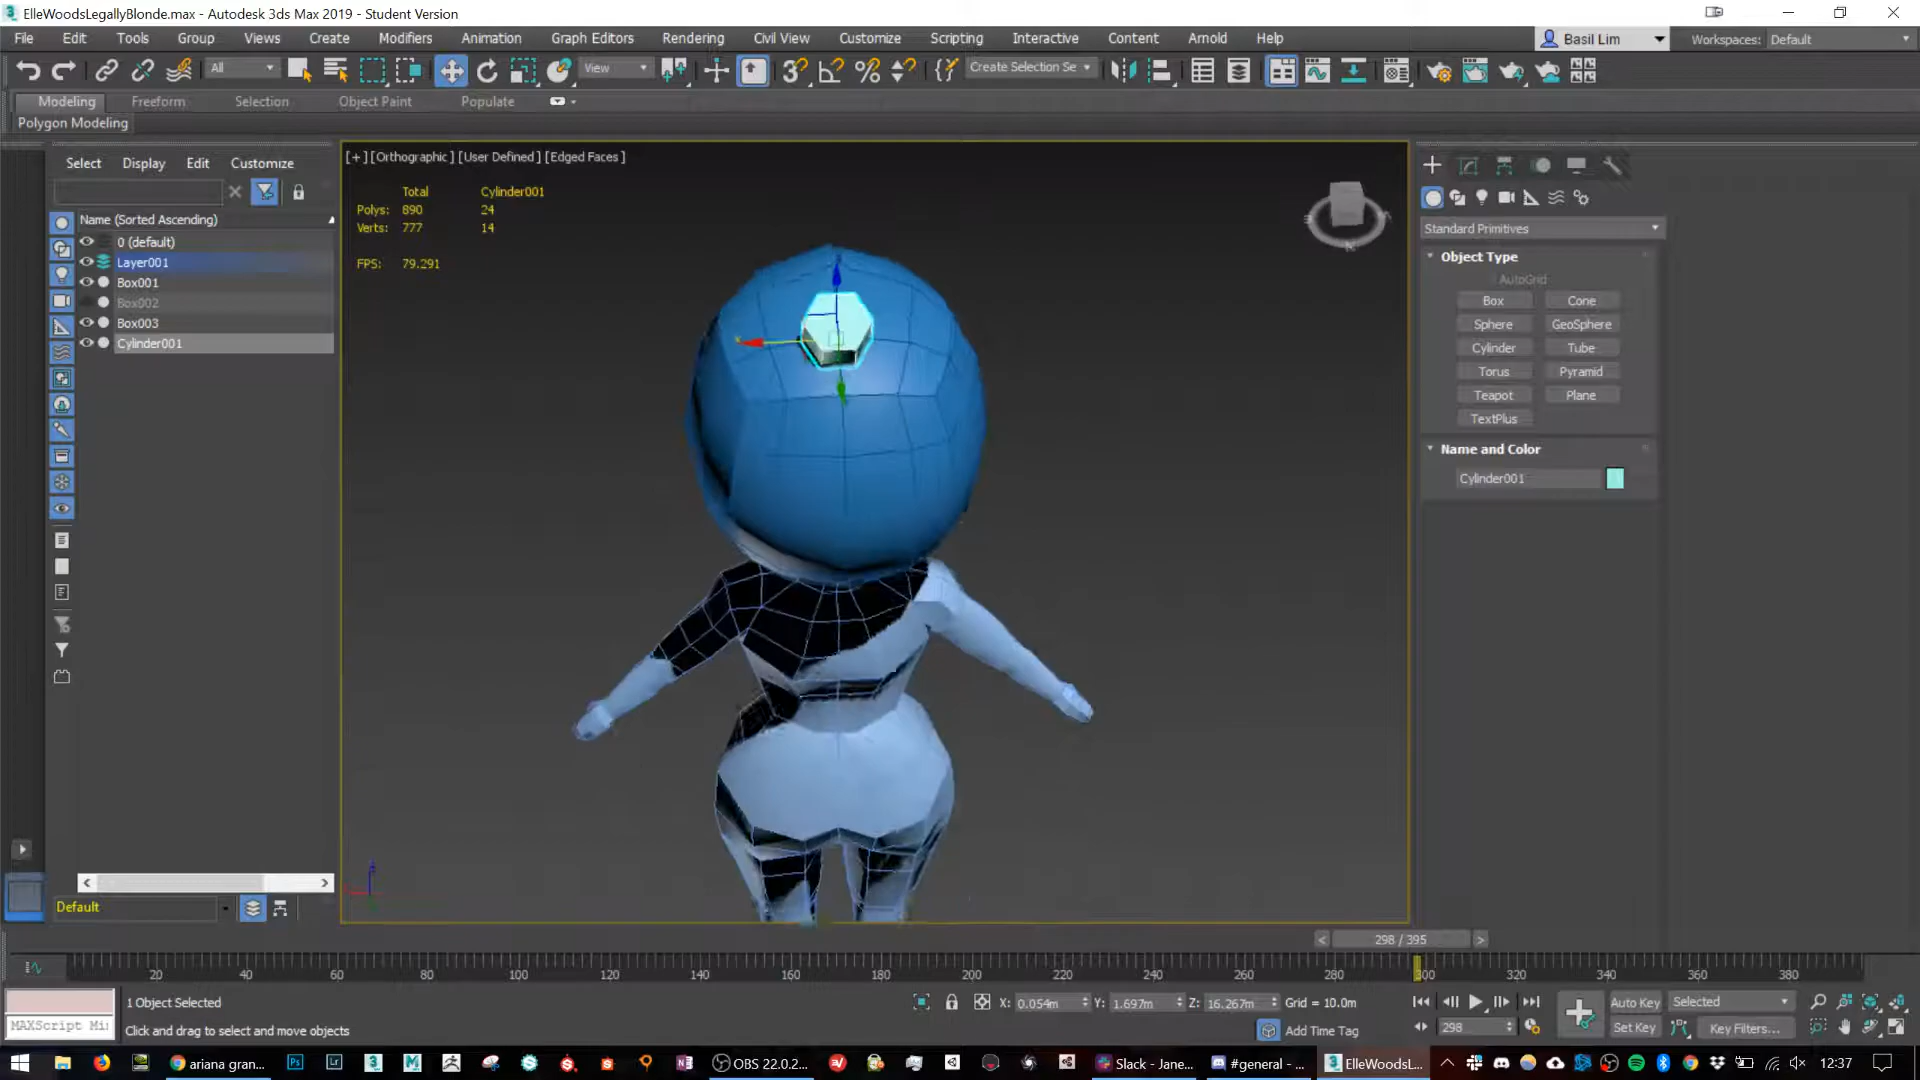 ElleWoodsLegallyBlonde.max - Autodesk 3ds Max 2019 - Student Version
File Edit Tools Group Views Create Modifiers Animation Graph Editors Rendering Civil View Customize Scripting Interactive Content Arnold Help
Basil Lim
Workspaces: Default
All
View
Create Selection Se
Modeling Freeform Selection Object Paint Populate
Polygon Modeling
Select Display Edit Customize
Name (Sorted Ascending)
0 (default)
Layer001
Box001
Box002
Box003
Cylinder001
Default
[+] [Orthographic] [User Defined] [Edged Faces]
Total Cylinder001
Polys: 890 24
Verts: 777 14
FPS: 79.291
Standard Primitives
Object Type
AutoGrid
Box Cone
Sphere GeoSphere
Cylinder Tube
Torus Pyramid
Teapot Plane
TextPlus
Name and Color
Cylinder001
298 / 395
20 40 60 80 100 120 140 160 180 200 220 240 260 280 300 320 340 360 380
1 Object Selected
X: 0.054m Y: 1.697m Z: 16.267m Grid = 10.0m
Auto Key Selected
MAXScript Mi
Click and drag to select and move objects
Add Time Tag
298
Set Key Key Filters...
ariana gran...
OBS 22.0.2...
Slack - Jane...
#general - ...
ElleWoodsL...
12:37